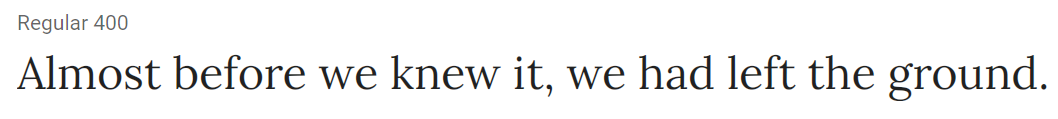 Regular 400
Almost before we knew it, we had left the ground.